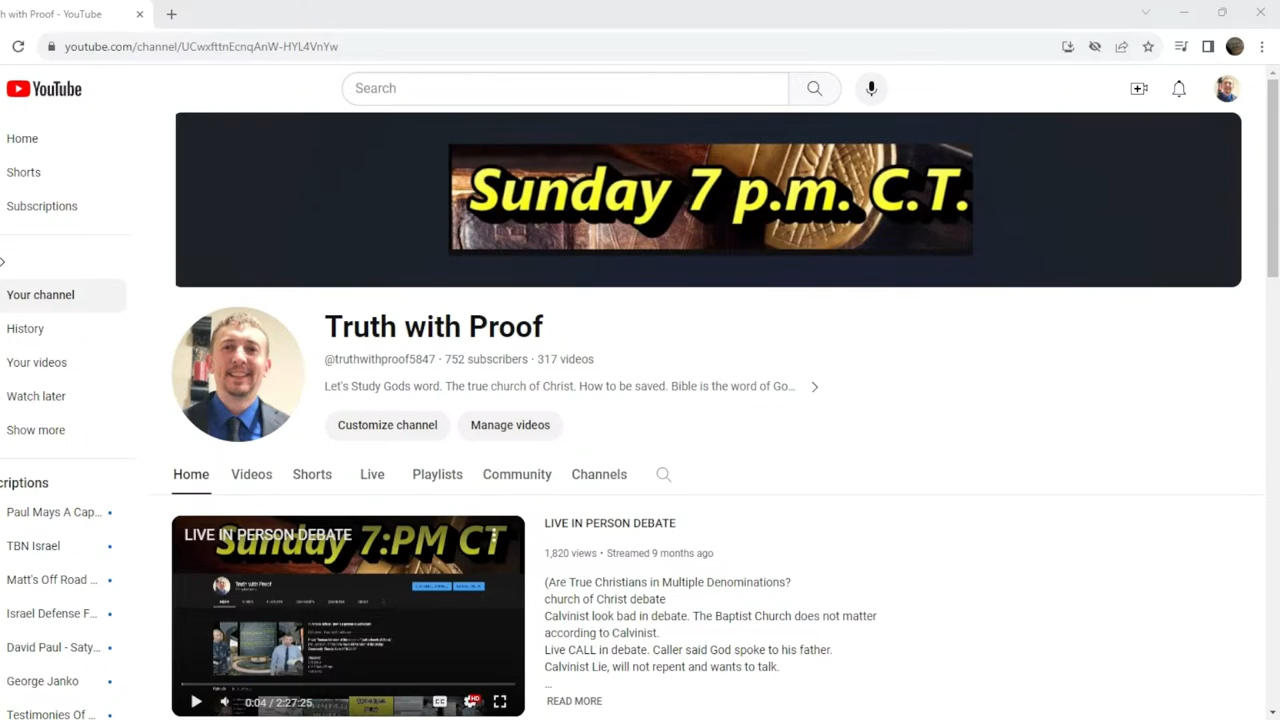 h with Proof - YouTube
youtube.com/channel/UCwxfttnEcnqAnW-HYL4VnYw
YouTube
Search
Home
Shorts
Subscriptions
Your channel
History
Your videos
Watch later
Show more
criptions
Paul Mays A Cap...
TBN Israel
Matt's Off Road ...
Israel Defense F...
David Paul - Saty...
George Janko
Testimonies Of ...
Sunday 7 p.m. C.T.
Truth with Proof
@truthwithproof5847 · 752 subscribers · 317 videos
Let's Study Gods word. The true church of Christ. How to be saved. Bible is the word of Go...
Customize channel
Manage videos
Home Videos Shorts Live Playlists Community Channels
LIVE IN PERSON DEBATE
Sunday 7:PM CT
Truth with Proof
0:04 / 2:27:25
CC
HD
LIVE IN PERSON DEBATE
1,820 views • Streamed 9 months ago
(Are True Christians in Multiple Denominations?
church of Christ debate
Calvinist look bad in debate. The Baptist church does not matter
according to Calvinist.
Live CALL in debate. Caller said God spoke to his father.
Calvinist Lie, will not repent and wants to talk.
...
READ MORE